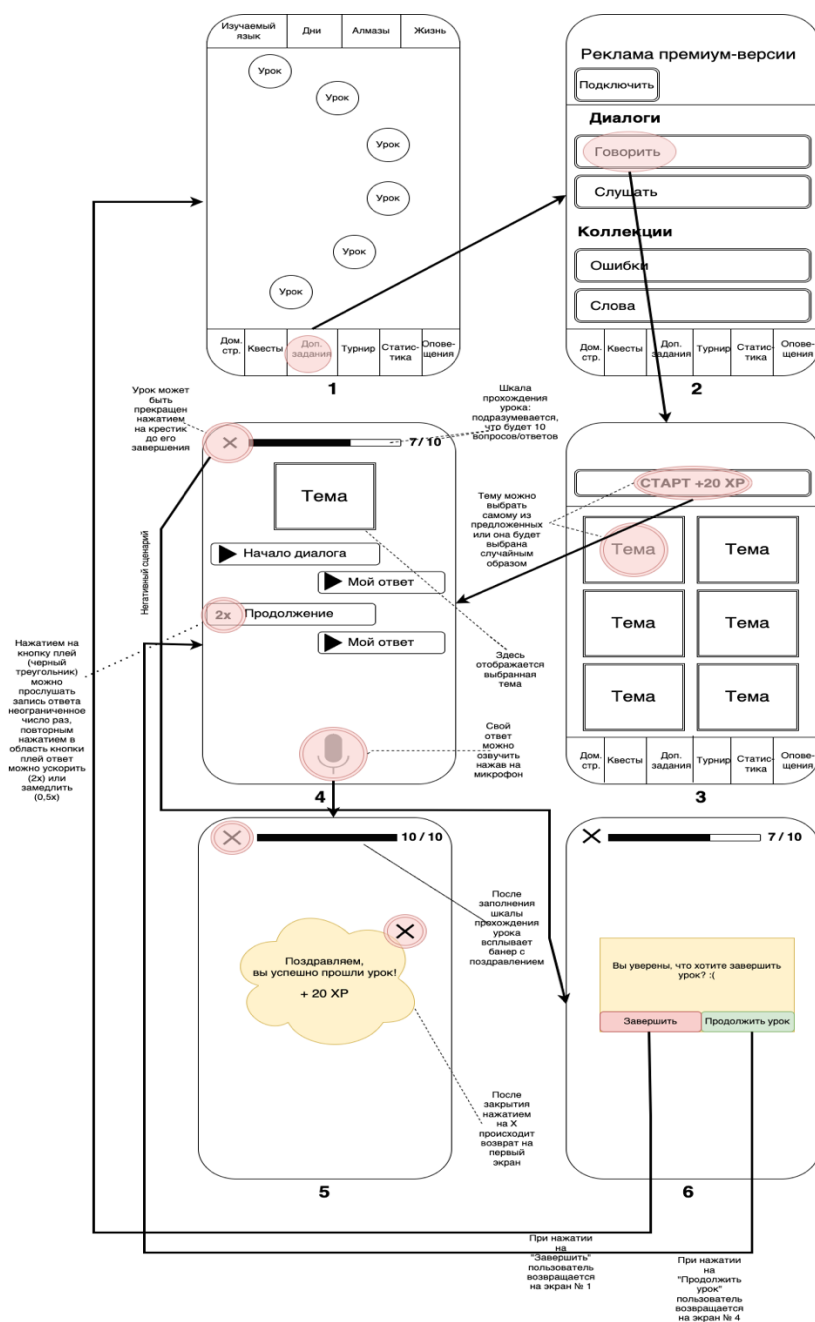 Изучаемый
язык
Дни
Алмазы
Жизнь
Урок
Урок
Урок
Урок
Урок
Урок
Дом.
стр.
Квесты
Доп.
задания
Турнир
Статис-
тика
Опове-
щения
1
Реклама премиум-версии
Подключить
Диалоги
Говорить
Слушать
Коллекции
Ошибки
Слова
Дом.
стр.
Квесты
Доп.
задания
Турнир
Статис-
тика
Опове-
щения
2
Урок может
быть
прекращен
нажатием
на крестик
до его
завершения
Шкала
прохождения
урока:
подразумевается,
что будет 10
вопросов/ответов
7 / 10
Тема
Начало диалога
Мой ответ
2x
Продолжение
Мой ответ
Негативный сценарий
Тему можно
выбрать
самому из
предложенных
или она будет
выбрана
случайным
образом
Здесь
отображается
выбранная
тема
Свой
ответ
можно
озвучить
нажав на
микрофон
Нажатием на
кнопку плей
(черный
треугольник)
можно
прослушать
запись ответа
неограниченное
число раз,
повторным
нажатием в
область кнопки
плей ответ
можно ускорить
(2x) или
замедлить
(0,5x)
4
СТАРТ +20 XP
Тема
Тема
Тема
Тема
Тема
Тема
Дом.
стр.
Квесты
Доп.
задания
Турнир
Статис-
тика
Опове-
щения
3
10 / 10
Поздравляем,
вы успешно прошли урок!
+ 20 XP
После
заполнения
шкалы
прохождения
урока
всплывает
банер с
поздравлением
После
закрытия
нажатием
на X
происходит
возврат на
первый
экран
5
7 / 10
Вы уверены, что хотите завершить
урок? :(
Завершить
Продолжить урок
6
При нажатии
на
"Завершить"
пользователь
возвращается
на экран № 1
При нажатии
на
"Продолжить
урок"
пользователь
возвращается
на экран № 4